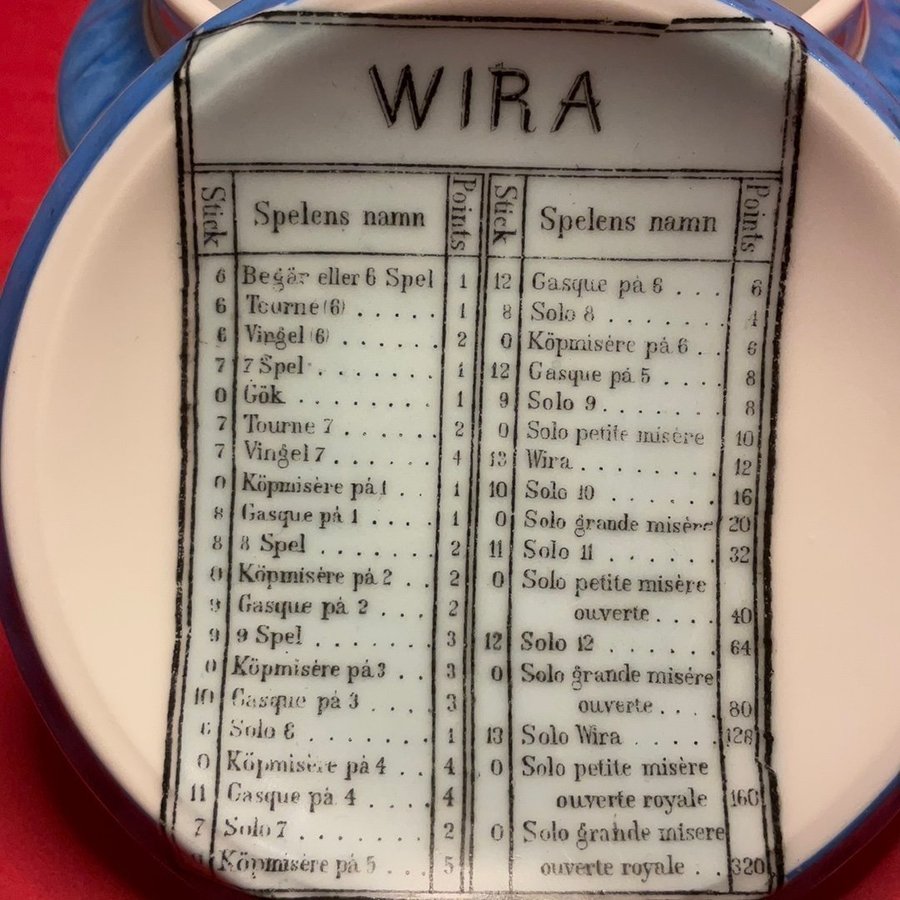 WIRA
Stick Spelens namn Points
6 Begär eller 6 Spel 1
6 Tourne (6) . . . . . 1
6 Vingel (6) . . . . . 2
7 7 Spel . . . . . . . 1
0 Gök . . . . . . . . 1
7 Tourne 7 . . . . . 2
7 Vingel 7 . . . . . 4
0 Köpmisère på 1 . . 1
8 Gasque på 1 . . . . 1
8 8 Spel . . . . . . . 2
0 Köpmisère på 2 . . 2
9 Gasque på 2 . . . . 2
9 9 Spel . . . . . . . 3
0 Köpmisère på 3 . . 3
10 Gasque på 3 . . . . 3
6 Solo 6 . . . . . . . 1
0 Köpmisère på 4 . . 4
11 Gasque på 4 . . . . 4
7 Solo 7 . . . . . . . 2
Köpmisère på 5 5
Stick Spelens namn Points
12 Gasque på 6 . . . 6
8 Solo 8 . . . . . . . 4
0 Köpmisère på 6 . . 6
12 Gasque på 5 . . . 8
9 Solo 9 . . . . . . . 8
0 Solo petite misère 10
13 Wira . . . . . . . . 12
10 Solo 10 . . . . . . 16
0 Solo grande misère 20
11 Solo 11 . . . . . . 32
0 Solo petite misère
ouverte . . . . 40
12 Solo 12 . . . . . . 64
0 Solo grande misère
ouverte . . . . 80
13 Solo Wira . . . . . 128
0 Solo petite misère
ouverte royale 160
0 Solo grande misere
ouverte royale . . 320